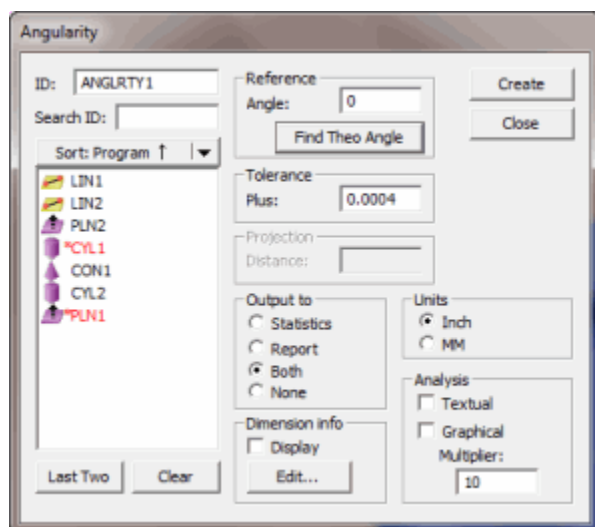 Angularity
ID: ANGLRTY1
Search ID:
Sort: Program ↑
LIN1
LIN2
PLN2
*CYL1
CON1
CYL2
*PLN1
Last Two Clear
Reference
Angle: 0
Find Theo Angle
Tolerance
Plus: 0.0004
Projection
Distance:
Output to
Statistics
Report
Both
None
Dimension info
Display
Edit...
Create
Close
Units
Inch
MM
Analysis
Textual
Graphical
Multiplier:
10